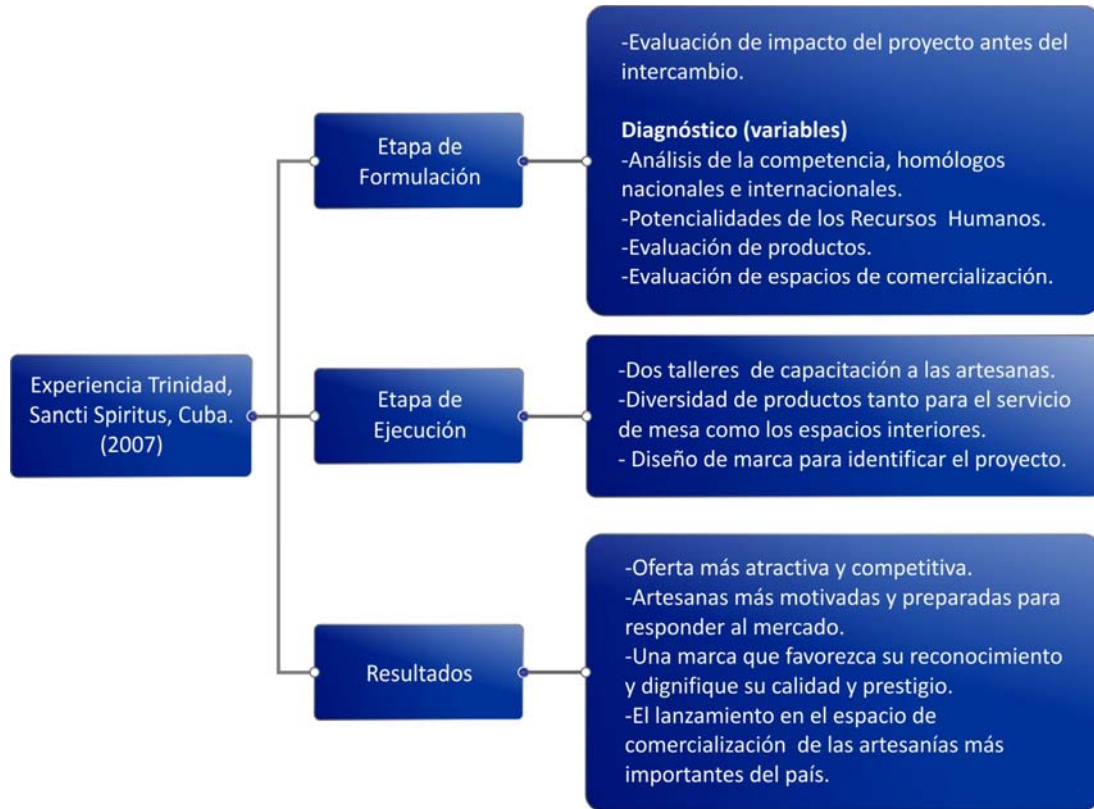 Experiencia Trinidad,
Sancti Spiritus, Cuba.
(2007)
Etapa de
Formulación
-Evaluación de impacto del proyecto antes del
intercambio.
Diagnóstico (variables)
-Análisis de la competencia, homólogos
nacionales e internacionales.
-Potencialidades de los Recursos Humanos.
-Evaluación de productos.
-Evaluación de espacios de comercialización.
Etapa de
Ejecución
-Dos talleres de capacitación a las artesanas.
-Diversidad de productos tanto para el servicio
de mesa como los espacios interiores.
- Diseño de marca para identificar el proyecto.
Resultados
-Oferta más atractiva y competitiva.
-Artesanas más motivadas y preparadas para
responder al mercado.
-Una marca que favorezca su reconocimiento
y dignifique su calidad y prestigio.
-El lanzamiento en el espacio de
comercialización de las artesanías más
importantes del país.